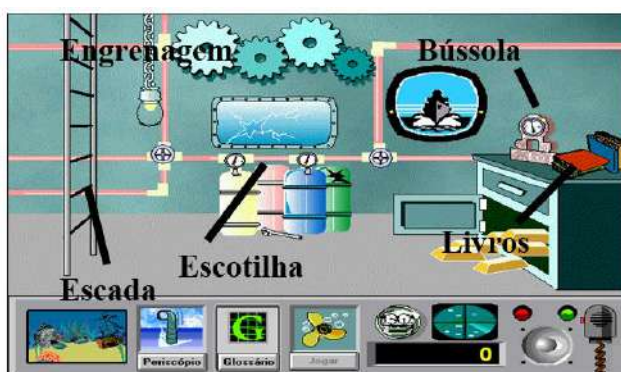 Engrenagem
Bússola
Escotilha
Livros
Escada
Periscópio
Glossário
Jogar
G
0